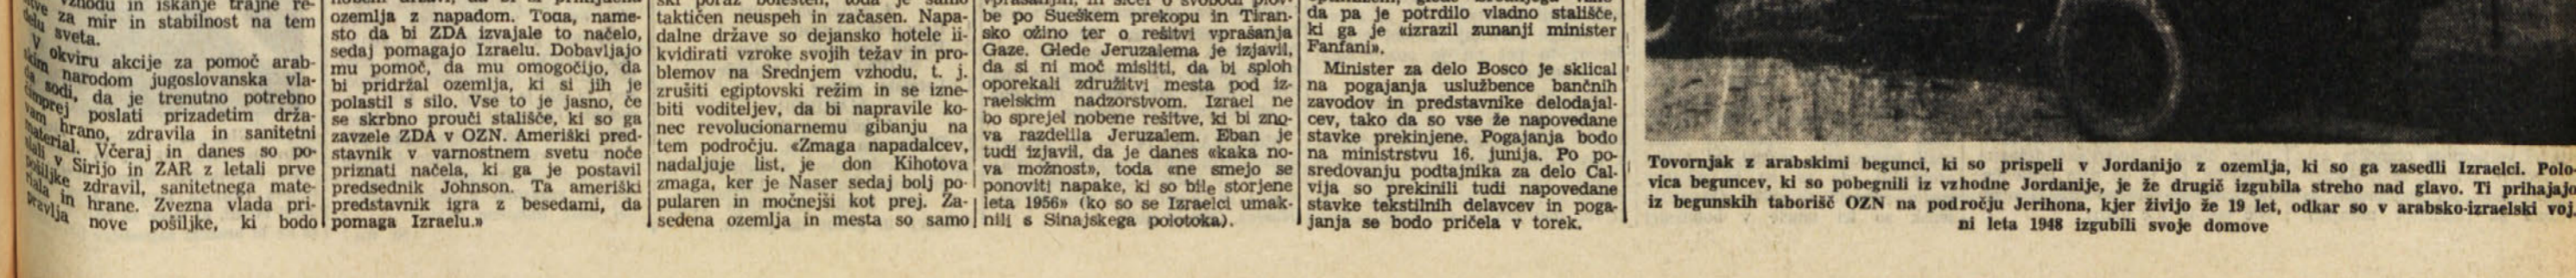 za mir in stabilnost na tem
sveta.
V okviru akcije za pomoč arab-
skim narodom jugoslovanska vla-
da sodi, da je trenutno potrebno
čimprej poslati prizadetim drža-
vam hrano, zdravila in sanitetni
material. Včeraj in danes so po-
slali v Sirijo in ZAR z letali prve
pošiljke zdravil, sanitetnega mate-
riala in hrane. Zvezna vlada pri-
pravlja nove pošiljke, ki bodo
ozemlja z napadom. Toda, name-
sto da bi ZDA izvajale to načelo,
sedaj pomagajo Izraelu. Dobavljajo
mu pomoč, da mu omogočijo, da
bi pridržal ozemlja, ki si jih je
polastil s silo. Vse to je jasno, če
se skrbno prouči stališče, ki so ga
zavzele ZDA v OZN. Ameriški pred-
stavnik v varnostnem svetu noče
priznati načela, ki ga je postavil
predsednik Johnson. Ta ameriški
predstavnik igra z besedami, da
pomaga Izraelu.»
taktičen neuspeh in začasen. Napa-
dalne države so dejansko hotele li-
kvidirati vzroke svojih težav in pro-
blemov na Srednjem vzhodu, t. j.
zrušiti egiptovski režim in se izne-
biti voditeljev, da bi napravile ko-
nec revolucionarnemu gibanju na
tem področju. «Zmaga napadalcev,
nadaljuje list, je don Kihotova
zmaga, ker je Naser sedaj bolj po-
pularen in močnejši kot prej. Za-
sedena ozemlja in mesta so samo
be po Sueškem prekopu in Tiran-
sko ožino ter o rešitvi vprašanja
Gaze. Glede Jeruzalema je izjavil,
da si ni moč misliti, da bi sploh
oporekali združitvi mesta pod iz-
raelskim nadzorstvom. Izrael ne
bo sprejel nobene rešitve, ki bi zno-
va razdelila Jeruzalem. Eban je
tudi izjavil, da je danes «kaka no-
va možnost», toda «ne smejo se
ponoviti napake, ki so bile storjene
leta 1956» (ko so se Izraelci umak-
nili s Sinajskega polotoka).
da pa je potrdilo vladno stališče,
ki ga je «izrazil zunanji minister
Fanfani».
Minister za delo Bosco je sklical
na pogajanja uslužbence bančnih
zavodov in predstavnike delodajal-
cev, tako da so vse že napovedane
stavke prekinjene. Pogajanja bodo
na ministrstvu 16. junija. Po po-
sredovanju podtajnika za delo Cal-
vija so prekinili tudi napovedane
stavke tekstilnih delavcev in poga-
janja se bodo pričela v torek.
Tovornjak z arabskimi begunci, ki so prispeli v Jordanijo z ozemlja, ki so ga zasedli Izraelci. Polo-
vica beguncev, ki so pobegnili iz vzhodne Jordanije, je že drugič izgubila streho nad glavo. Ti prihajajo
iz begunskih taborišč OZN na področju Jerihona, kjer živijo že 19 let, odkar so v arabsko-izraelski voj-
ni leta 1948 izgubili svoje domove